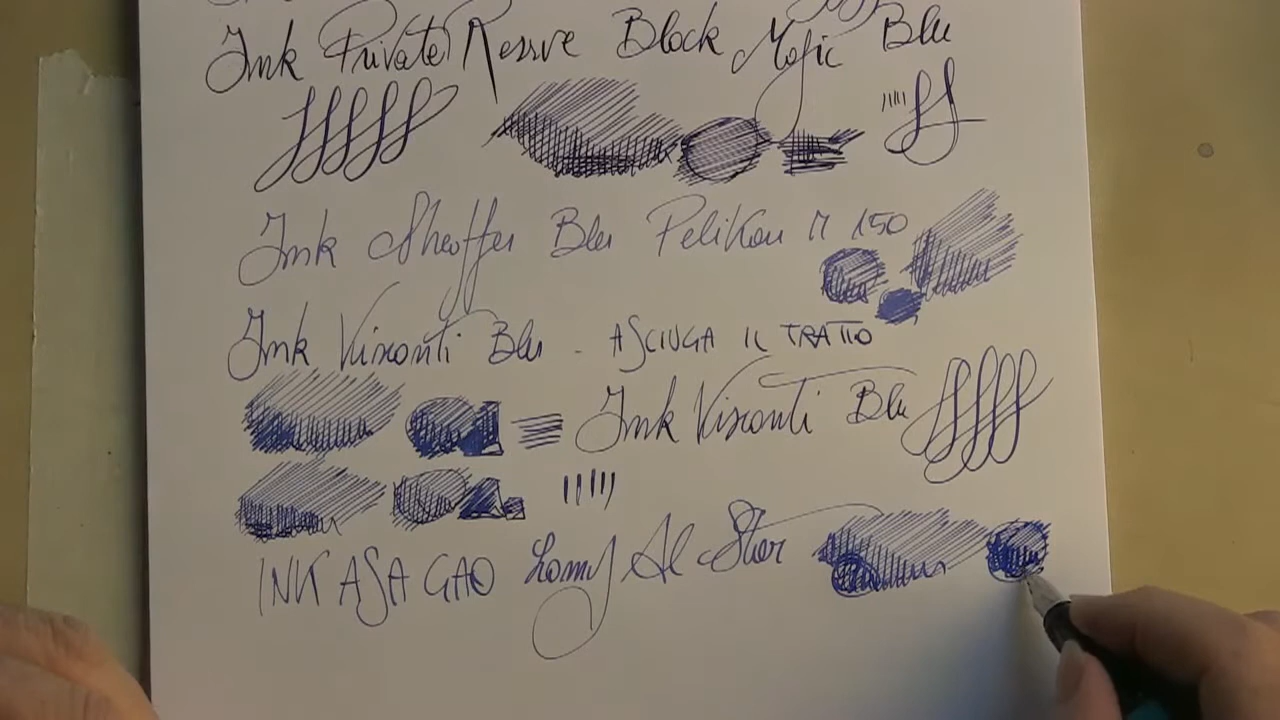 Ink Private Reserve Black Magic Blu
Ink Sheaffer Blu Pelikan M 150
Ink Visconti Blu - ASCIUGA IL TRATTO
Ink Visconti Blu
INK ASA GAO Lamy Al-Star